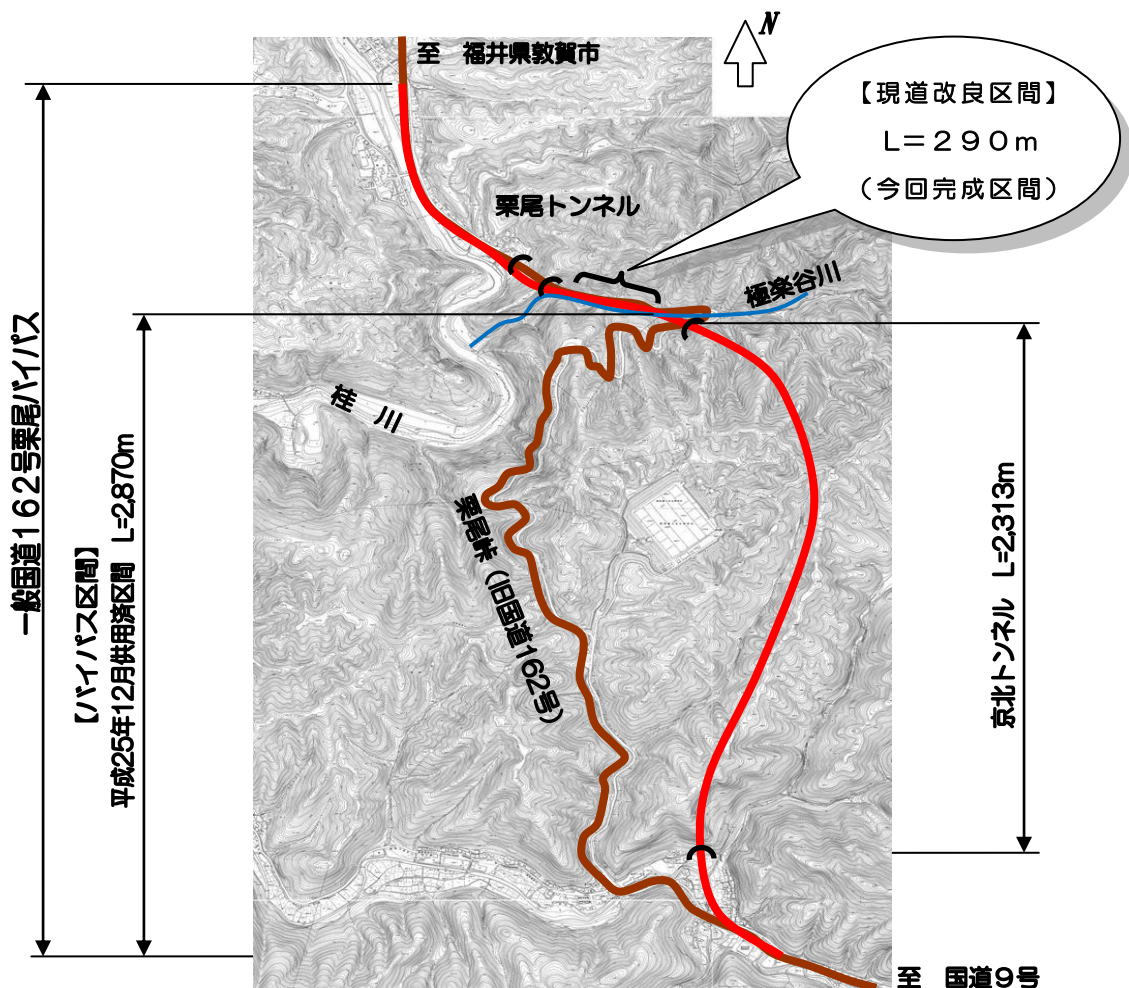 至　福井県敦賀市
N
【現道改良区間】
L=290m
(今回完成区間)
栗尾トンネル
極楽谷川
桂　川
栗尾峠(旧国道162号)
一般国道162号栗尾バイパス
【バイパス区間】
平成25年12月供用済区間　L=2,870m
京北トンネル　L=2,313m
至　国道9号